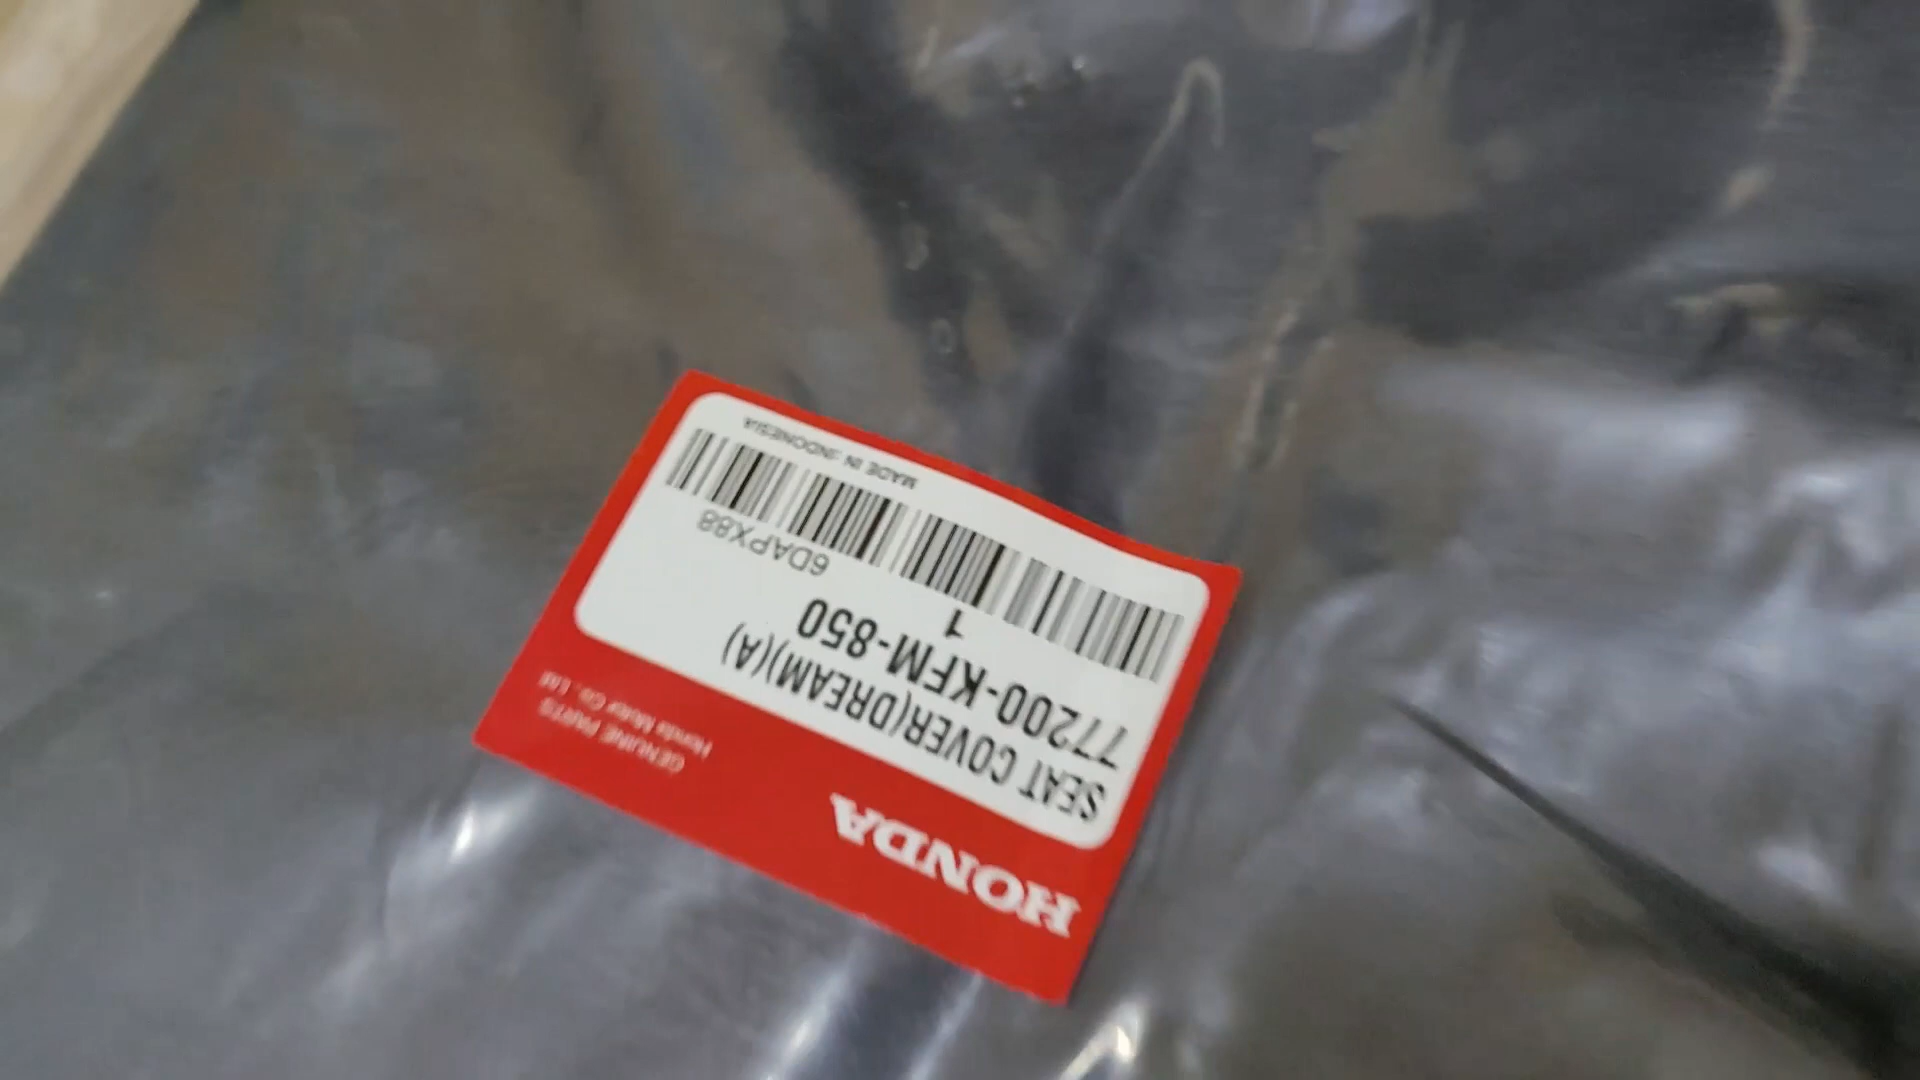 HONDA
GENUINE PARTS
Honda Motor Co., Ltd.
SEAT COVER(DREAM)(A)
77200-KFM-850
1
6DAPX88
MADE IN INDONESIA